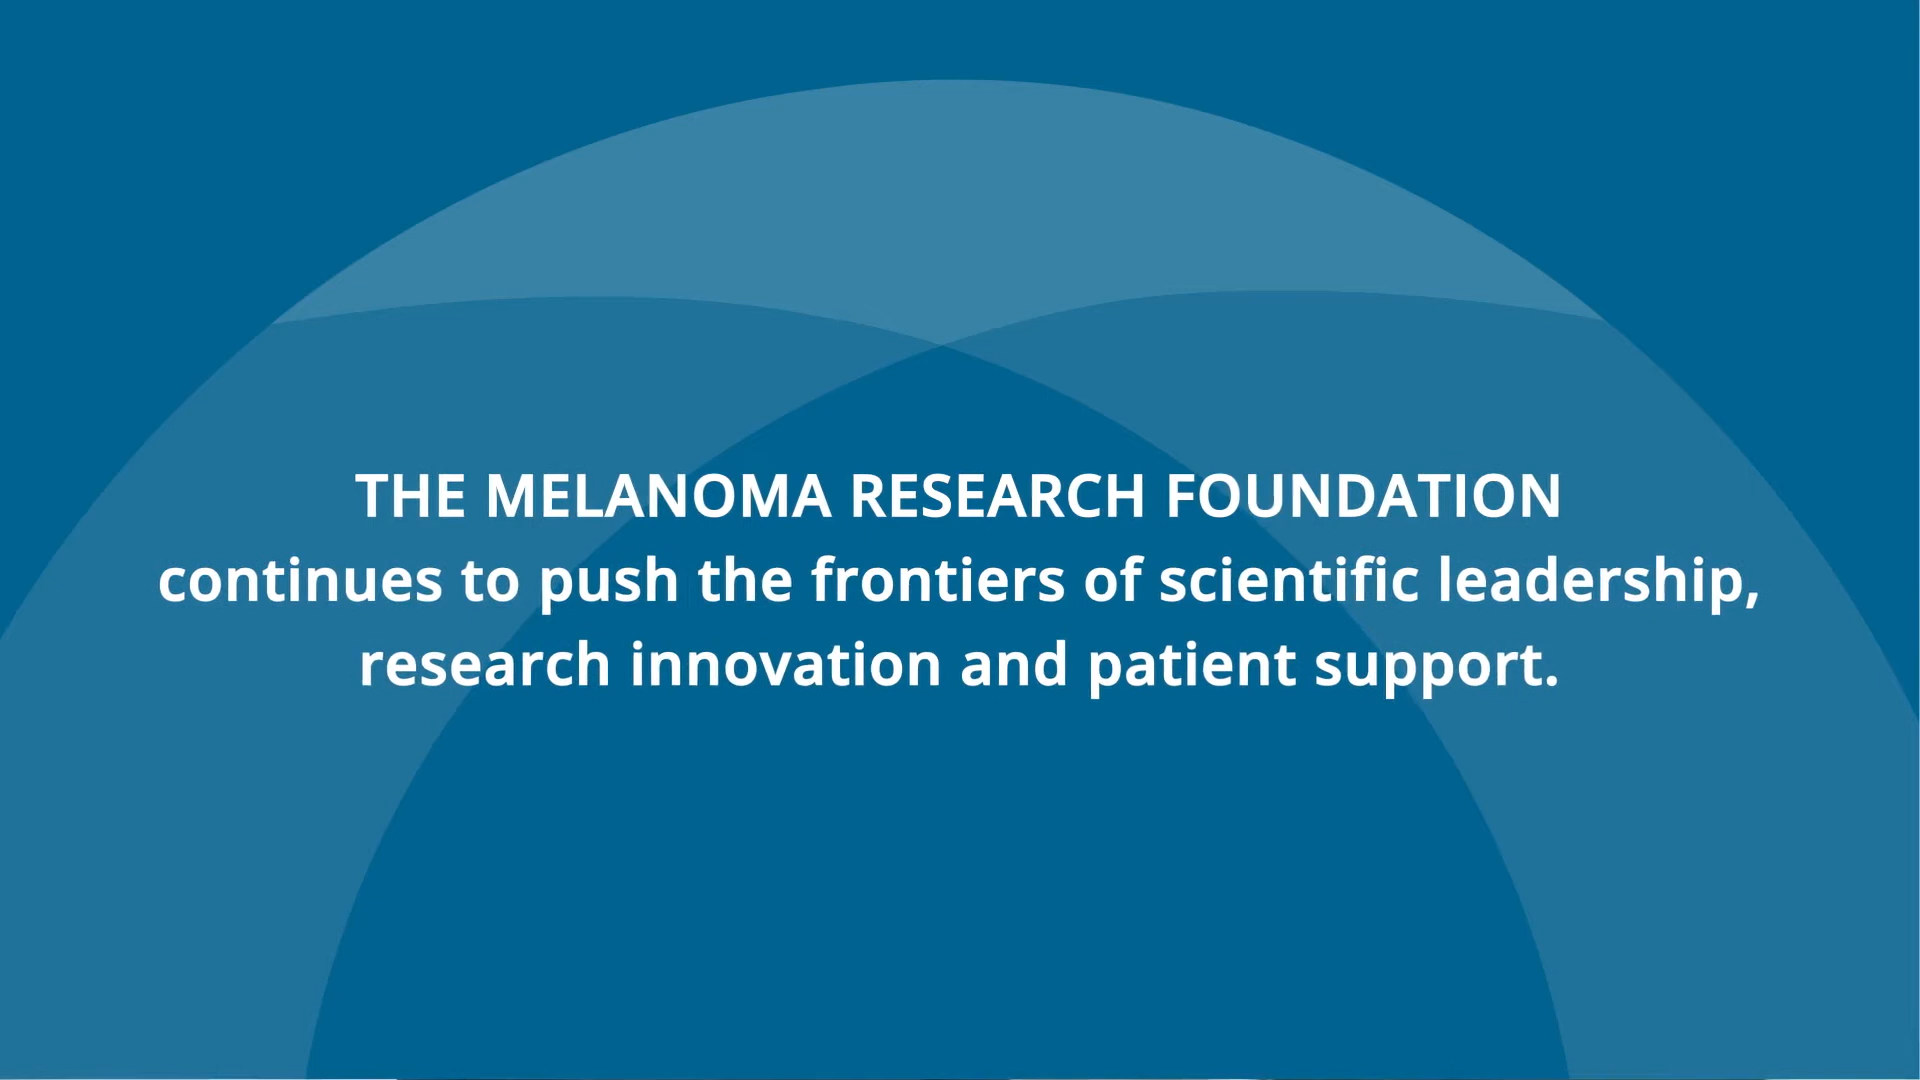 THE MELANOMA RESEARCH FOUNDATION
continues to push the frontiers of scientific leadership,
research innovation and patient support.